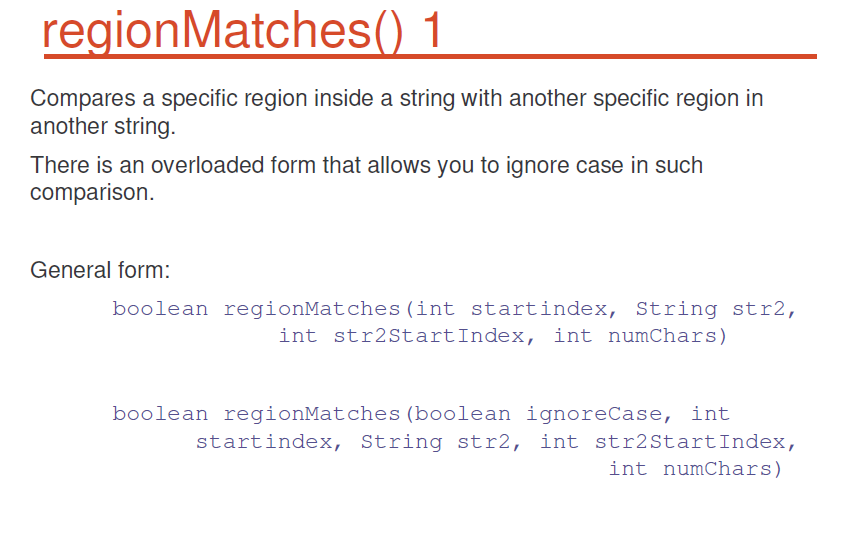 regionMatches() 1
Compares a specific region inside a string with another specific region in
another string.
There is an overloaded form that allows you to ignore case in such
comparison.
General form:
boolean regionMatches(int startindex, String str2,
int str2StartIndex, int numChars)
boolean regionMatches(boolean ignoreCase, int
startindex, String str2, int str2StartIndex,
int numChars)